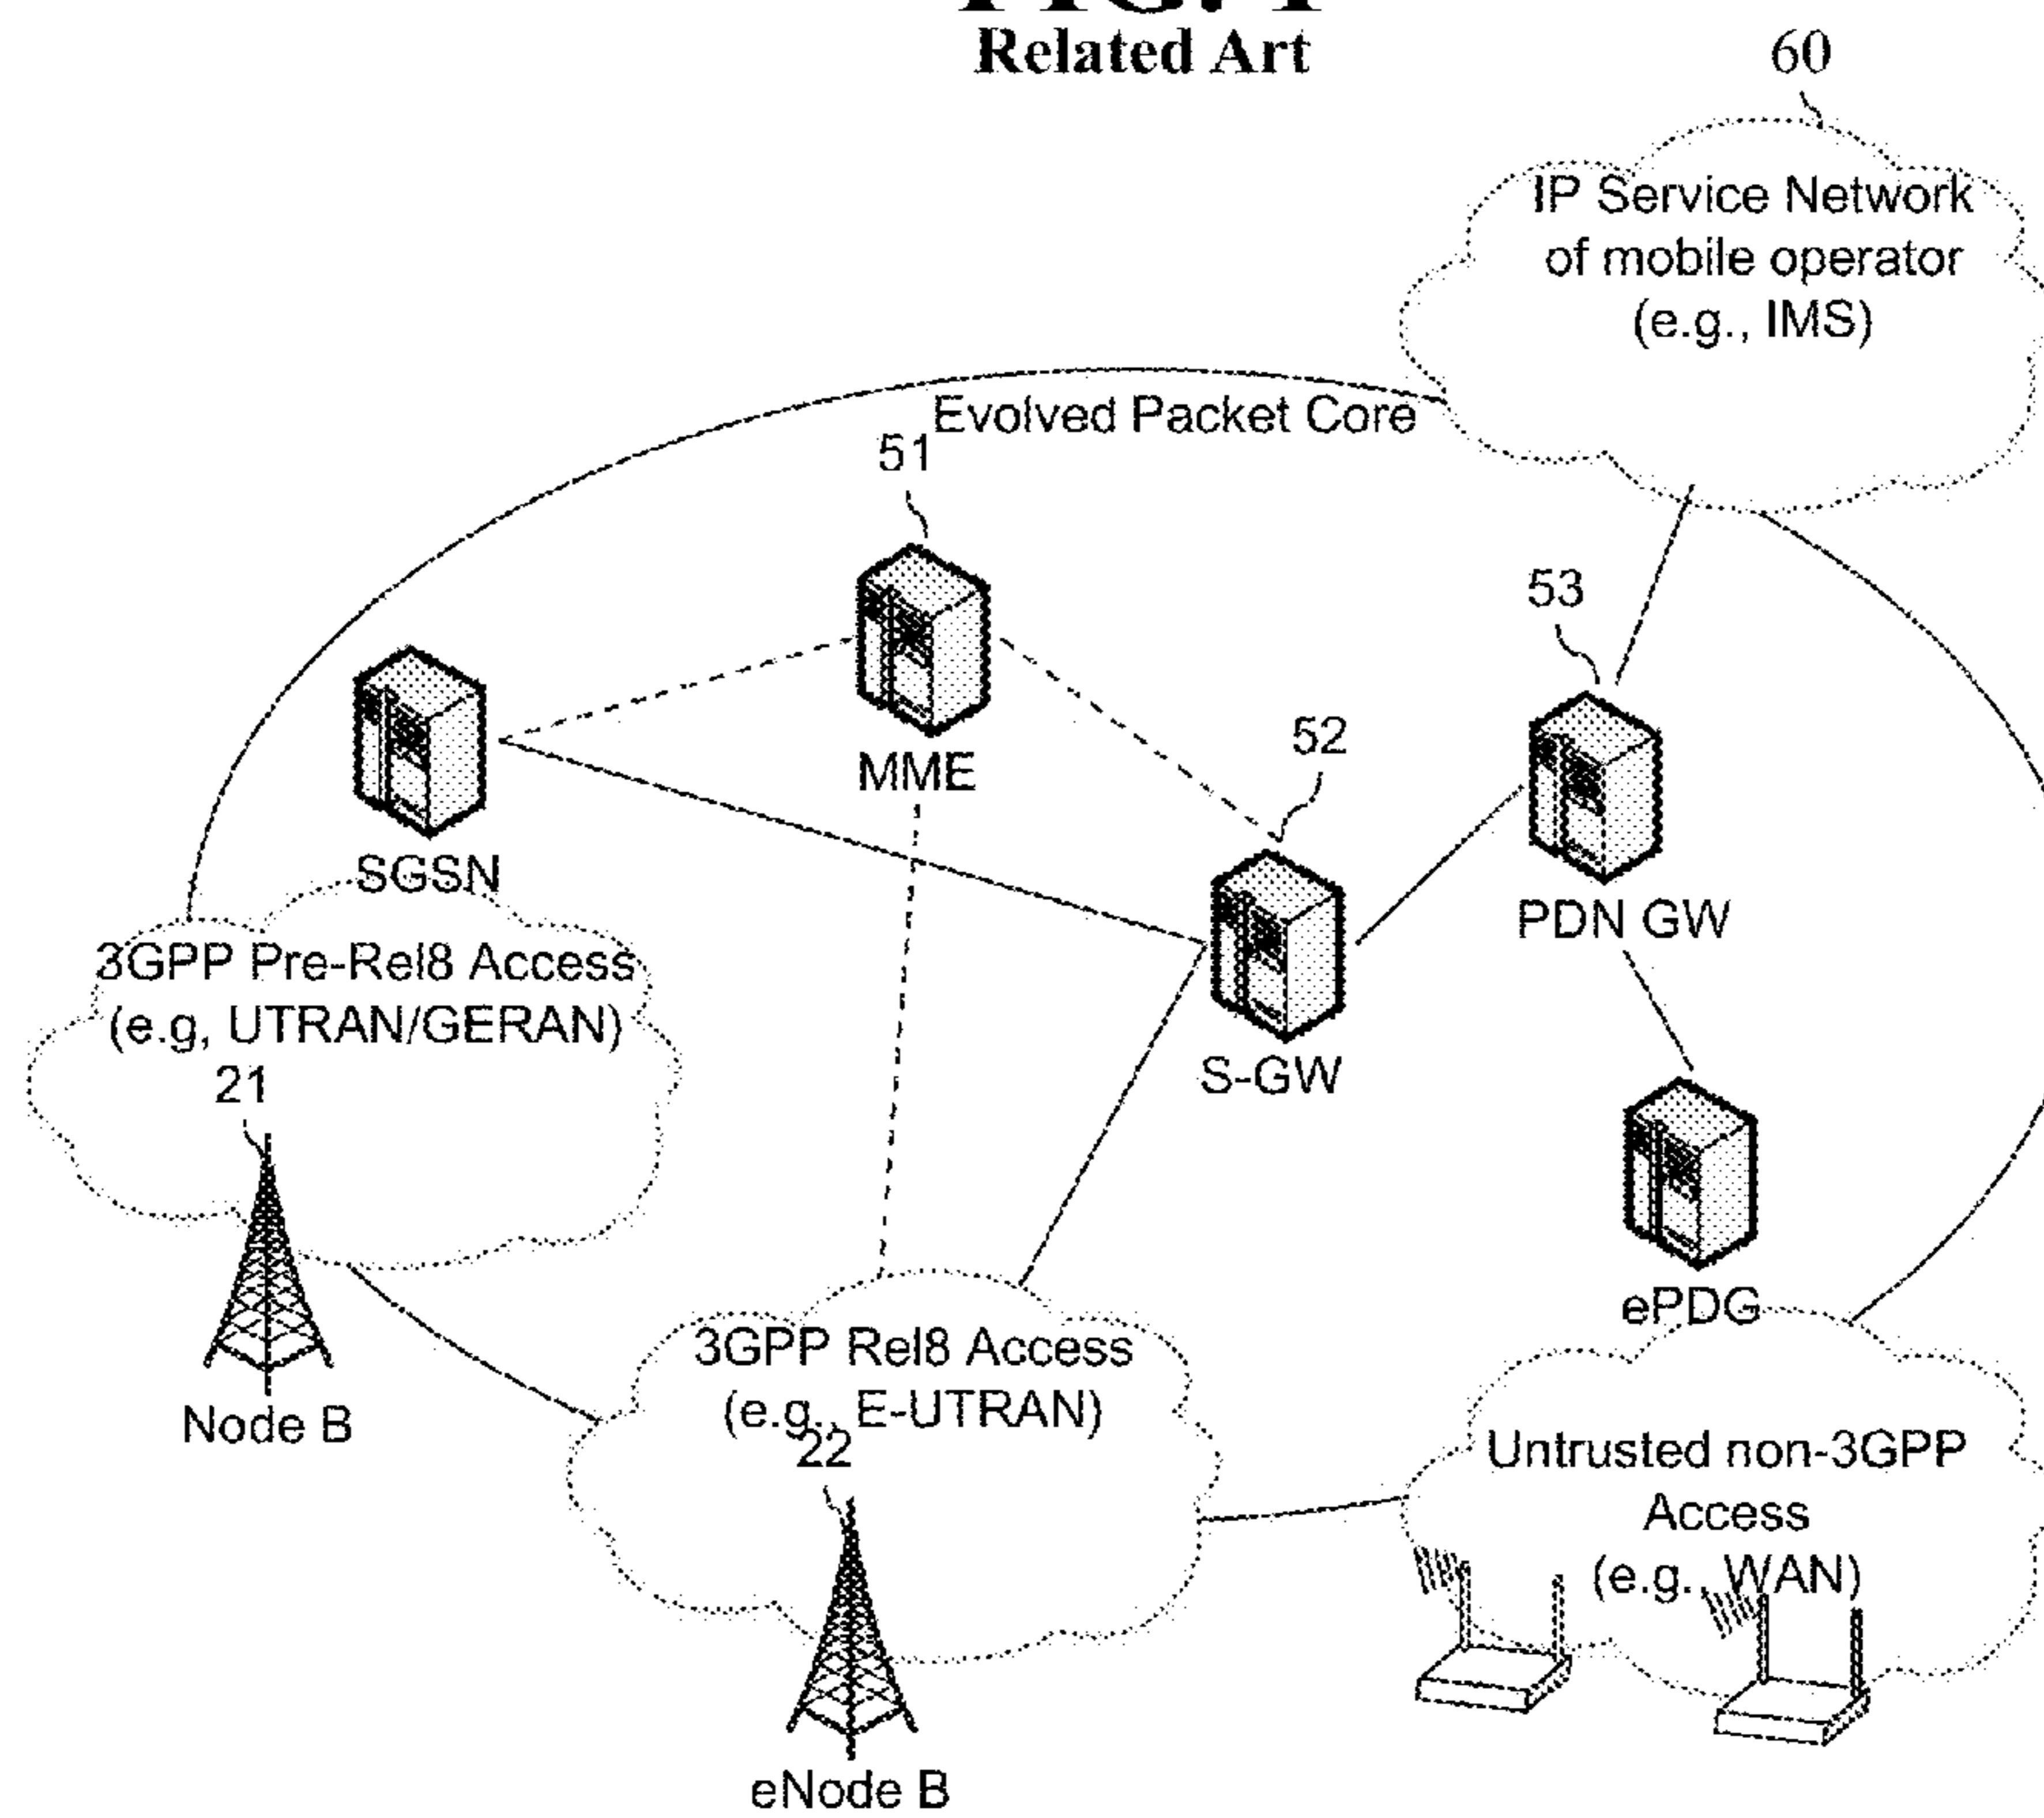 FIG. 1
Related Art
60
IP Service Network
of mobile operator
(e.g., IMS)
Evolved Packet Core
51
53
52
MME
SGSN
PDN GW
3GPP Pre-Rel8 Access
(e.g, UTRAN/GERAN)
21
S-GW
ePDG
3GPP Rel8 Access
(e.g., E-UTRAN)
22
Node B
Untrusted non-3GPP
Access
(e.g., WAN)
eNode B